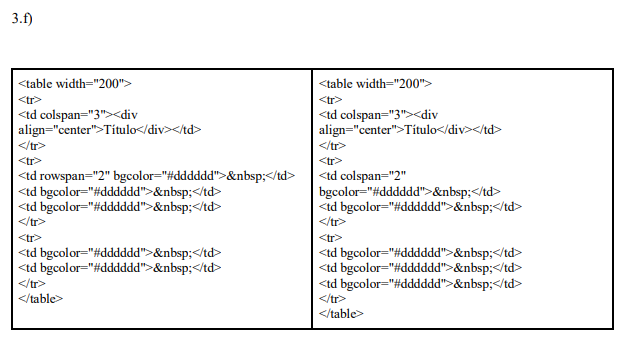 3.f)
<table width="200">
<tr>
<td colspan="3"><div
align="center">Título</div></td>
</tr>
<tr>
<td rowspan="2" bgcolor="#dddddd">&nbsp;</td>
<td bgcolor="#dddddd">&nbsp;</td>
<td bgcolor="#dddddd">&nbsp;</td>
</tr>
<tr>
<td bgcolor="#dddddd">&nbsp;</td>
<td bgcolor="#dddddd">&nbsp;</td>
</tr>
</table>
<table width="200">
<tr>
<td colspan="3"><div
align="center">Título</div></td>
</tr>
<tr>
<td colspan="2"
bgcolor="#dddddd">&nbsp;</td>
<td bgcolor="#dddddd">&nbsp;</td>
</tr>
<tr>
<td bgcolor="#dddddd">&nbsp;</td>
<td bgcolor="#dddddd">&nbsp;</td>
<td bgcolor="#dddddd">&nbsp;</td>
</tr>
</table>